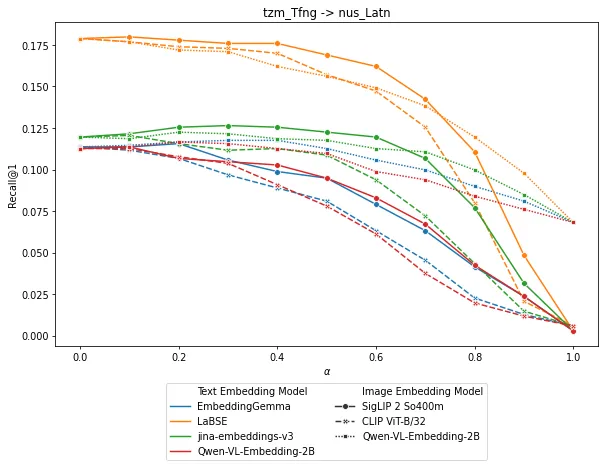 tzm_Tfng -> nus_Latn
Recall@1
0.175
0.150
0.125
0.100
0.075
0.050
0.025
0.000
0.0 0.2 0.4 0.6 0.8 1.0
α
Text Embedding Model Image Embedding Model
EmbeddingGemma SigLIP 2 So400m
LaBSE CLIP ViT-B/32
jina-embeddings-v3 Qwen-VL-Embedding-2B
Qwen-VL-Embedding-2B